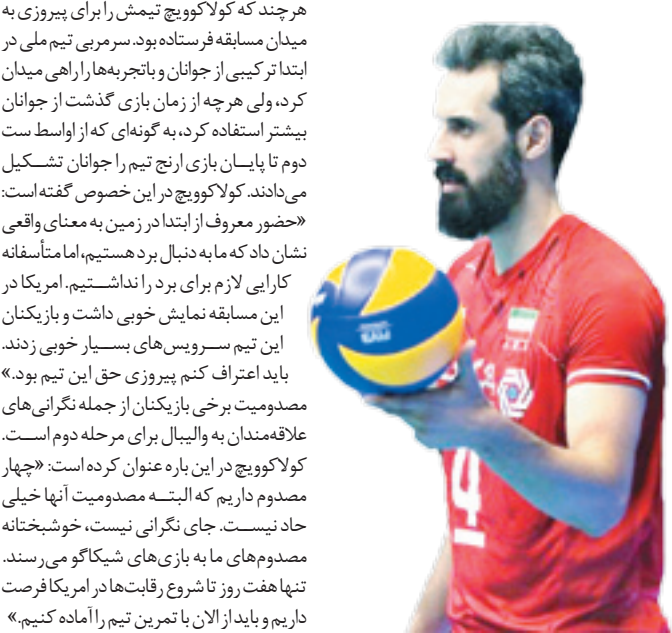 هرچند که کولاکوویچ تیمش را برای پیروزی به
میدان مسابقه فرستاده بود. سرمربی تیم ملی در
ابتدا ترکیبی از جوانان و باتجربه‌ها را راهی میدان
کرد، ولی هرچه از زمان بازی گذشت از جوانان
بیشتر استفاده کرد، به گونه‌ای که از اواسط ست
دوم تا پایان بازی ارنج تیم را جوانان تشکیل
می‌دادند. کولاکوویچ در این خصوص گفته است:
«حضور معروف از ابتدا در زمین به معنای واقعی
نشان داد که ما به دنبال برد هستیم، اما متأسفانه
کارایی لازم برای برد را نداشتیم. امریکا در
این مسابقه نمایش خوبی داشت و بازیکنان
این تیم سرویس‌های بسیار خوبی زدند.
باید اعتراف کنم پیروزی حق این تیم بود.»
مصدومیت برخی بازیکنان از جمله نگرانی‌های
علاقه‌مندان به والیبال برای مرحله دوم است.
کولاکوویچ در این باره عنوان کرده است: «چهار
مصدوم داریم که البته مصدومیت آنها خیلی
حاد نیست. جای نگرانی نیست، خوشبختانه
مصدوم‌های ما به بازی‌های شیکاگو می‌رسند.
تنها هفت روز تا شروع رقابت‌ها در امریکا فرصت
داریم و باید از الان با تمرین تیم را آماده کنیم.»
4